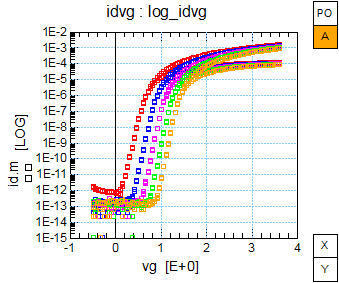 idvg : log_idvg
PO
A
1E-2
1E-3
1E-4
1E-5
1E-6
1E-7
1E-8
1E-9
1E-10
1E-11
1E-12
1E-13
1E-14
1E-15
id.m [LOG]
-1 0 1 2 3 4
vg [E+0]
X
Y